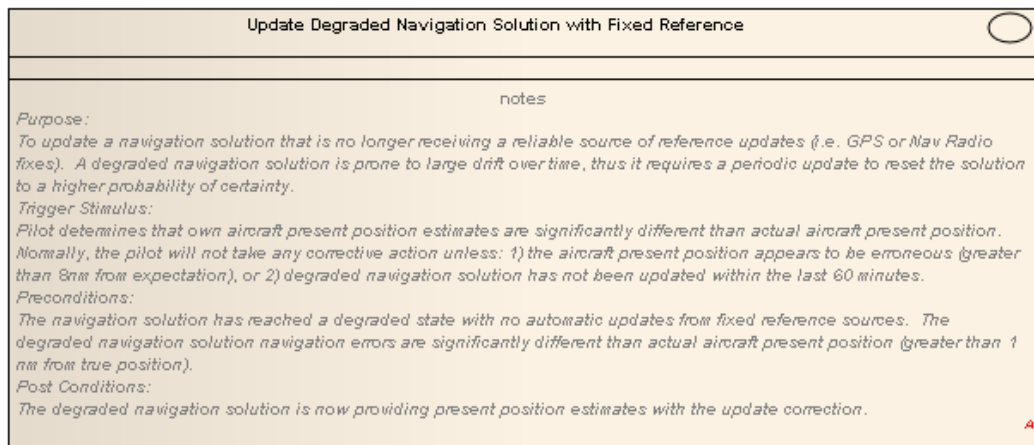 Update Degraded Navigation Solution with Fixed Reference
notes
Purpose:
To update a navigation solution that is no longer receiving a reliable source of reference updates (i.e. GPS or Nav Radio
fixes).  A degraded navigation solution is prone to large drift over time, thus it requires a periodic update to reset the solution
to a higher probability of certainty.
Trigger Stimulus:
Pilot determines that own aircraft present position estimates are significantly different than actual aircraft present position.
Normally, the pilot will not take any corrective action unless: 1) the aircraft present position appears to be erroneous (greater
than 8nm from expectation), or 2) degraded navigation solution has not been updated within the last 60 minutes.
Preconditions:
The navigation solution has reached a degraded state with no automatic updates from fixed reference sources.  The
degraded navigation solution navigation errors are significantly different than actual aircraft present position (greater than 1
nm from true position).
Post Conditions:
The degraded navigation solution is now providing present position estimates with the update correction.